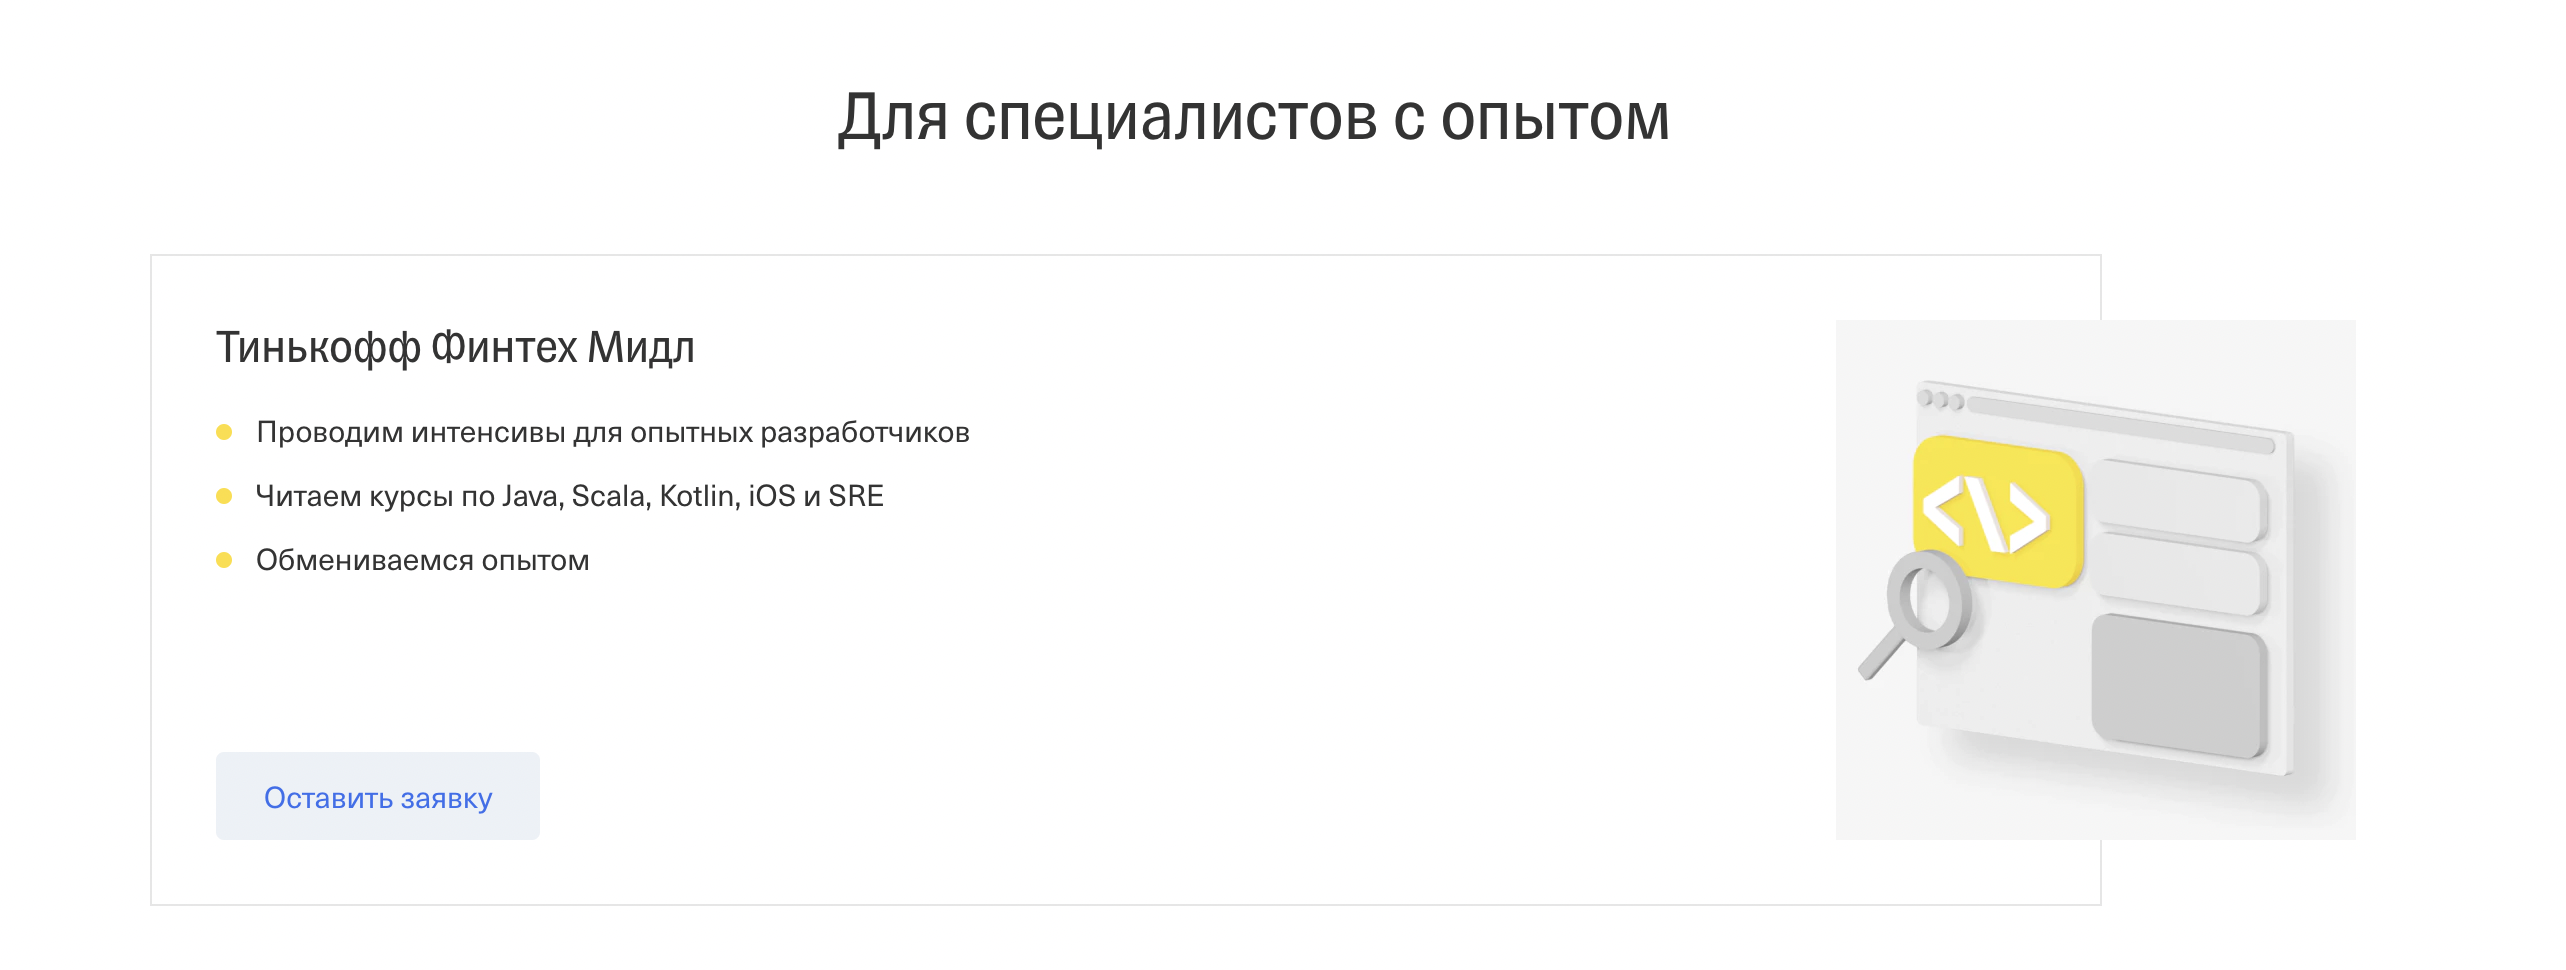 Для специалистов с опытом
Тинькофф Финтех Мидл
Проводим интенсивы для опытных разработчиков
Читаем курсы по Java, Scala, Kotlin, iOS и SRE
Обмениваемся опытом
Оставить заявку
<\>